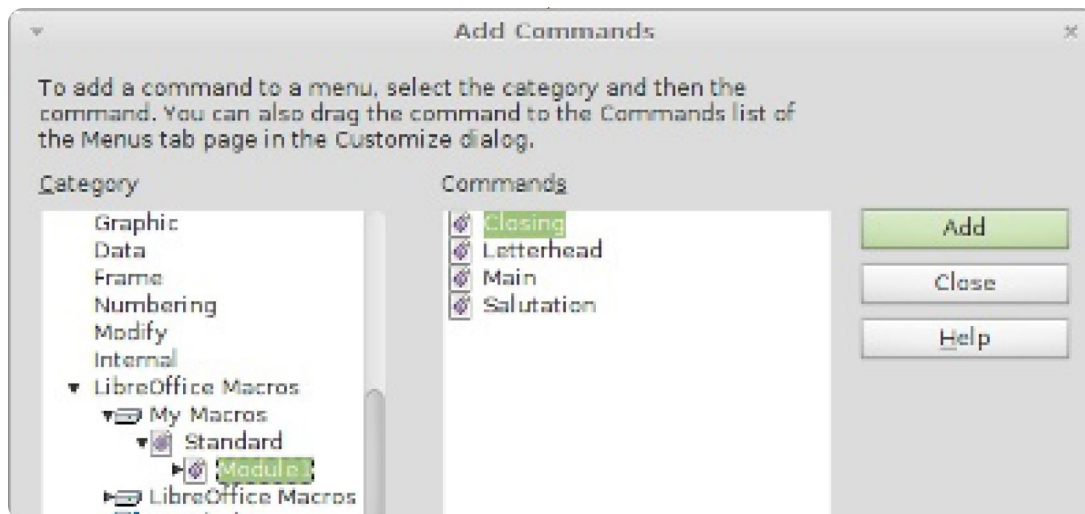 Add Commands
To add a command to a menu, select the category and then the
command. You can also drag the command to the Commands list of
the Menus tab page in the Customize dialog.
Category
Commands
Graphic
Data
Frame
Numbering
Modify
Internal
LibreOffice Macros
My Macros
Standard
Module1
LibreOffice Macros
Closing
Letterhead
Main
Salutation
Add
Close
Help